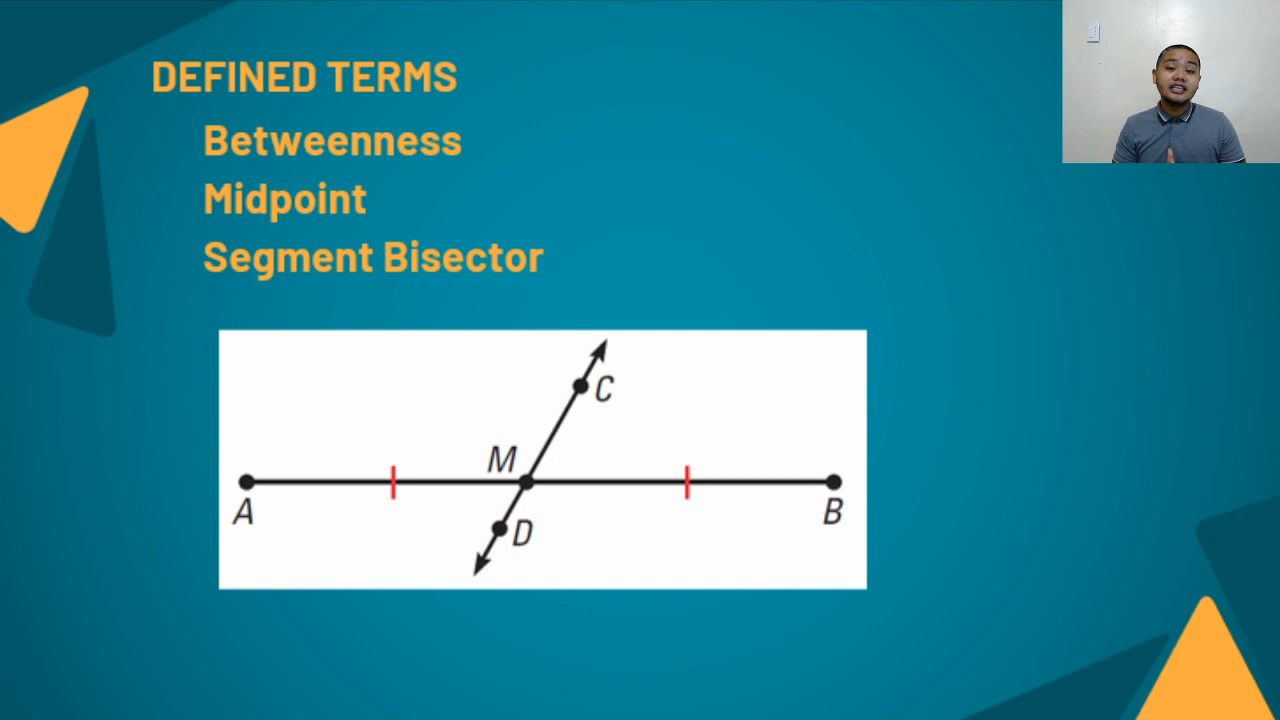 DEFINED TERMS
Betweenness
Midpoint
Segment Bisector
C
M
A
B
D